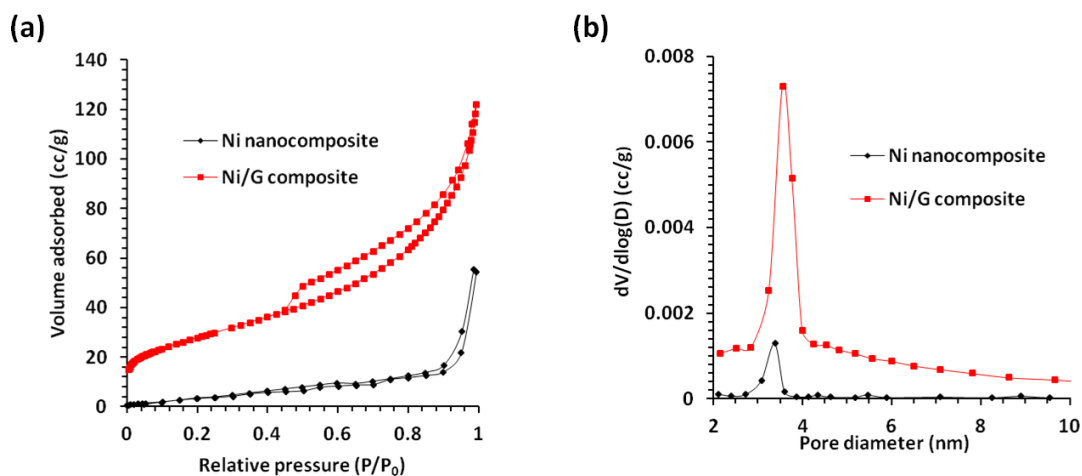 (a)
140
120
100
80
60
40
20
0
Volume adsorbed (cc/g)
Ni nanocomposite
Ni/G composite
0 0.2 0.4 0.6 0.8 1
Relative pressure (P/P₀)
(b)
0.008
0.006
0.004
0.002
0
dV/dlog(D) (cc/g)
Ni nanocomposite
Ni/G composite
2 4 6 8 10
Pore diameter (nm)